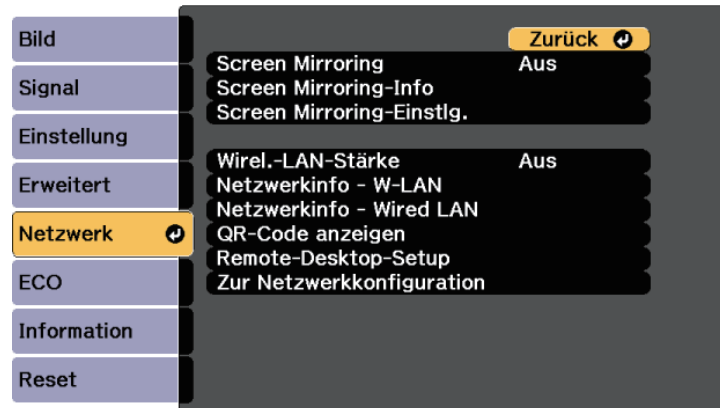 Bild
Signal
Einstellung
Erweitert
Netzwerk
ECO
Information
Reset
Zurück
Screen Mirroring Aus
Screen Mirroring-Info
Screen Mirroring-Einstlg.
Wirel.-LAN-Stärke Aus
Netzwerkinfo - W-LAN
Netzwerkinfo - Wired LAN
QR-Code anzeigen
Remote-Desktop-Setup
Zur Netzwerkkonfiguration